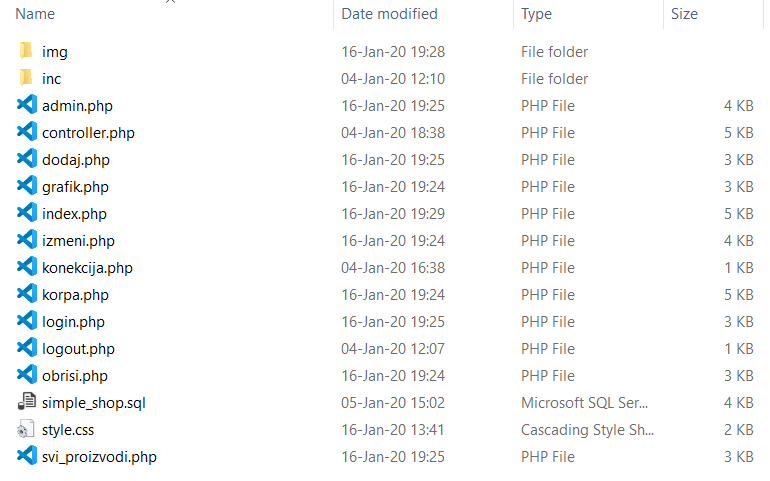 Name Date modified Type Size
img 16-Jan-20 19:28 File folder
inc 04-Jan-20 12:10 File folder
admin.php 16-Jan-20 19:25 PHP File 4 KB
controller.php 04-Jan-20 18:38 PHP File 5 KB
dodaj.php 16-Jan-20 19:25 PHP File 3 KB
grafik.php 16-Jan-20 19:24 PHP File 3 KB
index.php 16-Jan-20 19:29 PHP File 5 KB
izmeni.php 16-Jan-20 19:24 PHP File 4 KB
konekcija.php 04-Jan-20 16:38 PHP File 1 KB
korpa.php 16-Jan-20 19:24 PHP File 5 KB
login.php 16-Jan-20 19:25 PHP File 3 KB
logout.php 04-Jan-20 12:07 PHP File 1 KB
obrisi.php 16-Jan-20 19:24 PHP File 3 KB
simple_shop.sql 05-Jan-20 15:02 Microsoft SQL Ser... 4 KB
style.css 16-Jan-20 13:41 Cascading Style Sh... 2 KB
svi_proizvodi.php 16-Jan-20 19:25 PHP File 3 KB